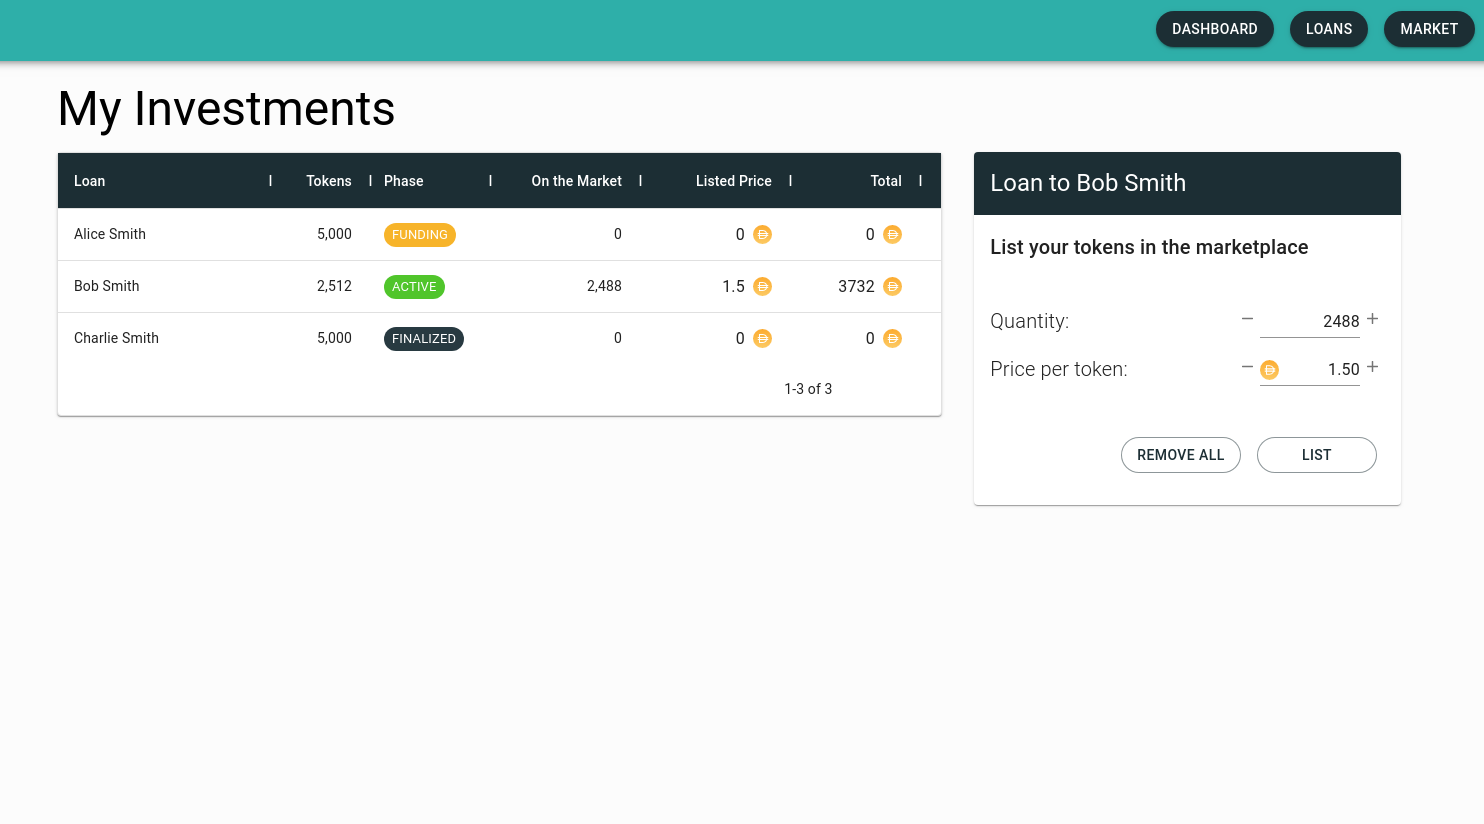 DASHBOARD LOANS MARKET
My Investments
Loan Tokens Phase On the Market Listed Price Total
Alice Smith 5,000 FUNDING 0 0 0
Bob Smith 2,512 ACTIVE 2,488 1.5 3732
Charlie Smith 5,000 FINALIZED 0 0 0
1-3 of 3
Loan to Bob Smith
List your tokens in the marketplace
Quantity: − 2488 +
Price per token: − 1.50 +
REMOVE ALL LIST